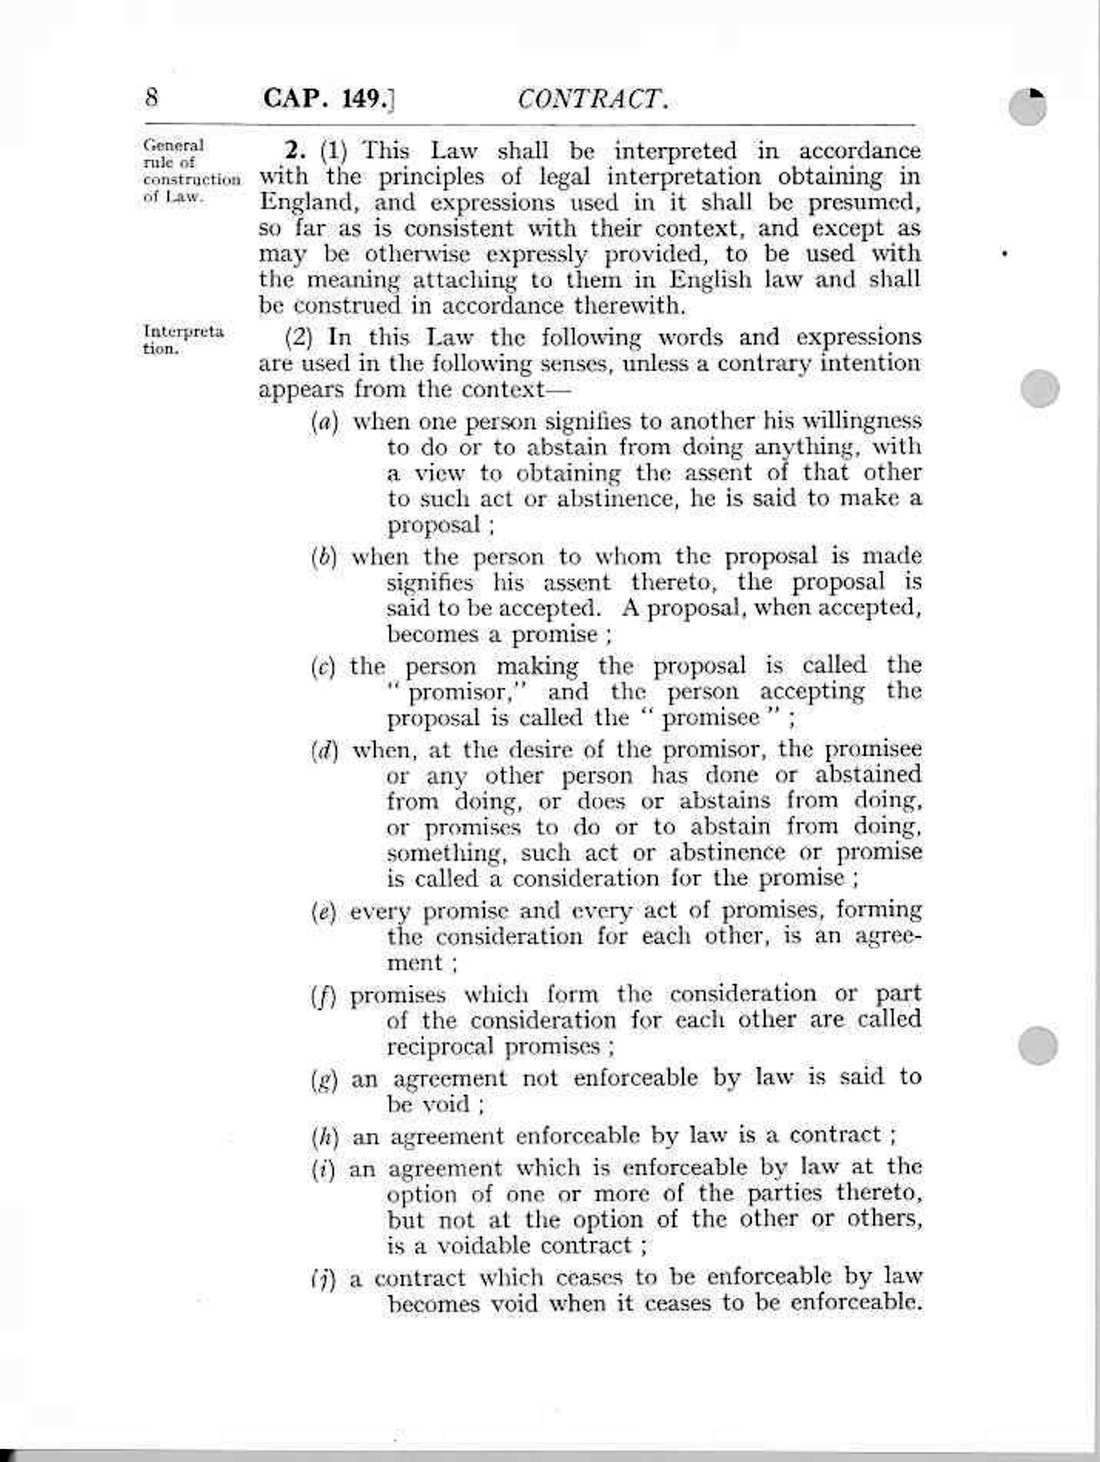 8 CAP. 149.] CONTRACT.
General
rule of
construction
of Law.
2. (1) This Law shall be interpreted in accordance
with the principles of legal interpretation obtaining in
England, and expressions used in it shall be presumed,
so far as is consistent with their context, and except as
may be otherwise expressly provided, to be used with
the meaning attaching to them in English law and shall
be construed in accordance therewith.
Interpreta
tion.
(2) In this Law the following words and expressions
are used in the following senses, unless a contrary intention
appears from the context—
(a) when one person signifies to another his willingness
to do or to abstain from doing anything, with
a view to obtaining the assent of that other
to such act or abstinence, he is said to make a
proposal ;
(b) when the person to whom the proposal is made
signifies his assent thereto, the proposal is
said to be accepted. A proposal, when accepted,
becomes a promise ;
(c) the person making the proposal is called the
“ promisor,” and the person accepting the
proposal is called the “ promisee ” ;
(d) when, at the desire of the promisor, the promisee
or any other person has done or abstained
from doing, or does or abstains from doing,
or promises to do or to abstain from doing,
something, such act or abstinence or promise
is called a consideration for the promise ;
(e) every promise and every act of promises, forming
the consideration for each other, is an agree-
ment ;
(f) promises which form the consideration or part
of the consideration for each other are called
reciprocal promises ;
(g) an agreement not enforceable by law is said to
be void ;
(h) an agreement enforceable by law is a contract ;
(i) an agreement which is enforceable by law at the
option of one or more of the parties thereto,
but not at the option of the other or others,
is a voidable contract ;
(j) a contract which ceases to be enforceable by law
becomes void when it ceases to be enforceable.